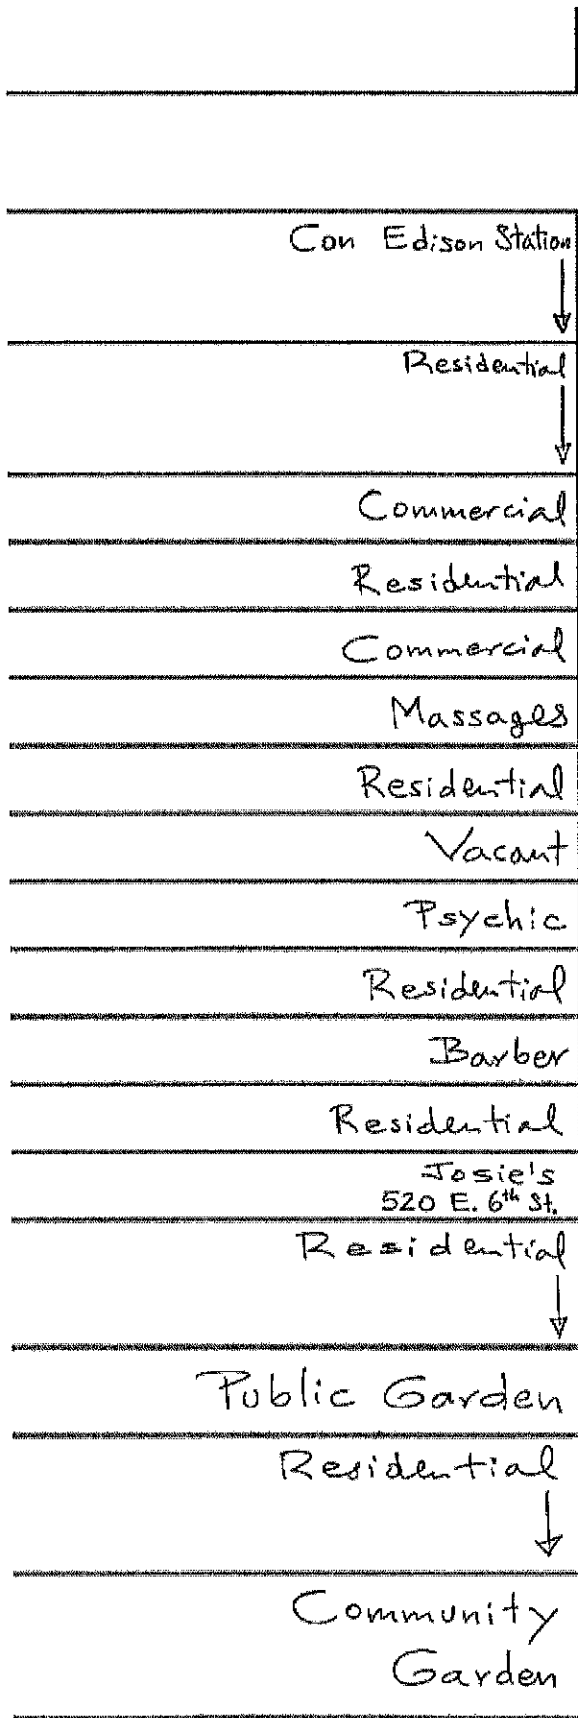 Con Edison Station
Residential
Commercial
Residential
Commercial
Massages
Residential
Vacant
Psychic
Residential
Barber
Residential
Josie's
520 E. 6th St.
Residential
Public Garden
Residential
Community
Garden